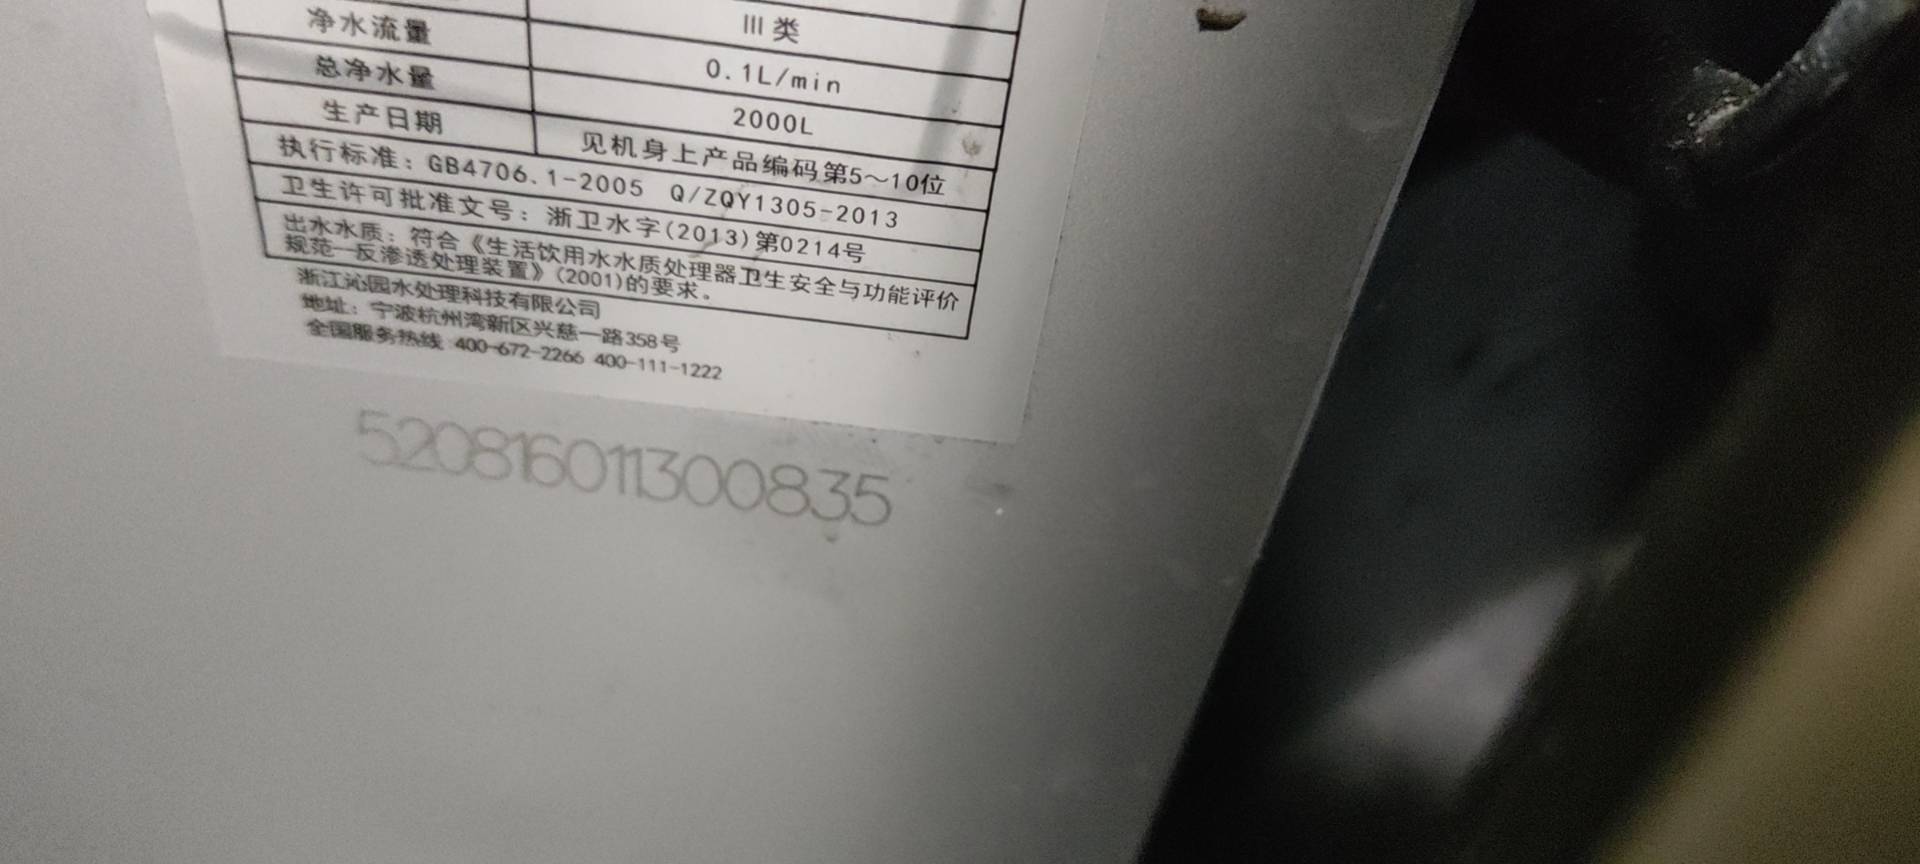 III类
净水流量 0.1L/min
总净水量 2000L
生产日期 见机身上产品编码第5～10位
执行标准：GB4706.1-2005 Q/ZQY1305-2013
卫生许可批准文号：浙卫水字(2013)第0214号
出水水质：符合《生活饮用水水质处理器卫生安全与功能评价
规范一反渗透处理装置》(2001)的要求。
浙江沁园水处理科技有限公司
地址：宁波杭州湾新区兴慈一路358号
全国服务热线 400-672-2266 400-111-1222
520816011300835